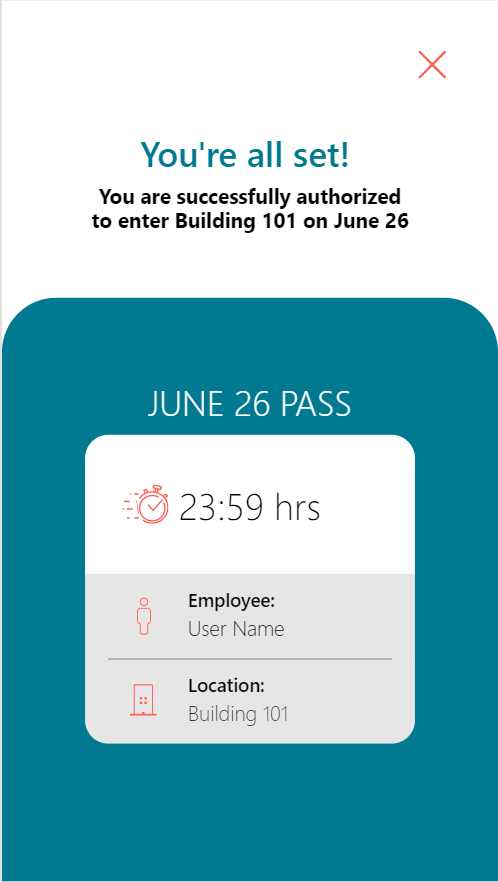 You're all set!
You are successfully authorized
to enter Building 101 on June 26
JUNE 26 PASS
23:59 hrs
Employee:
User Name
Location:
Building 101